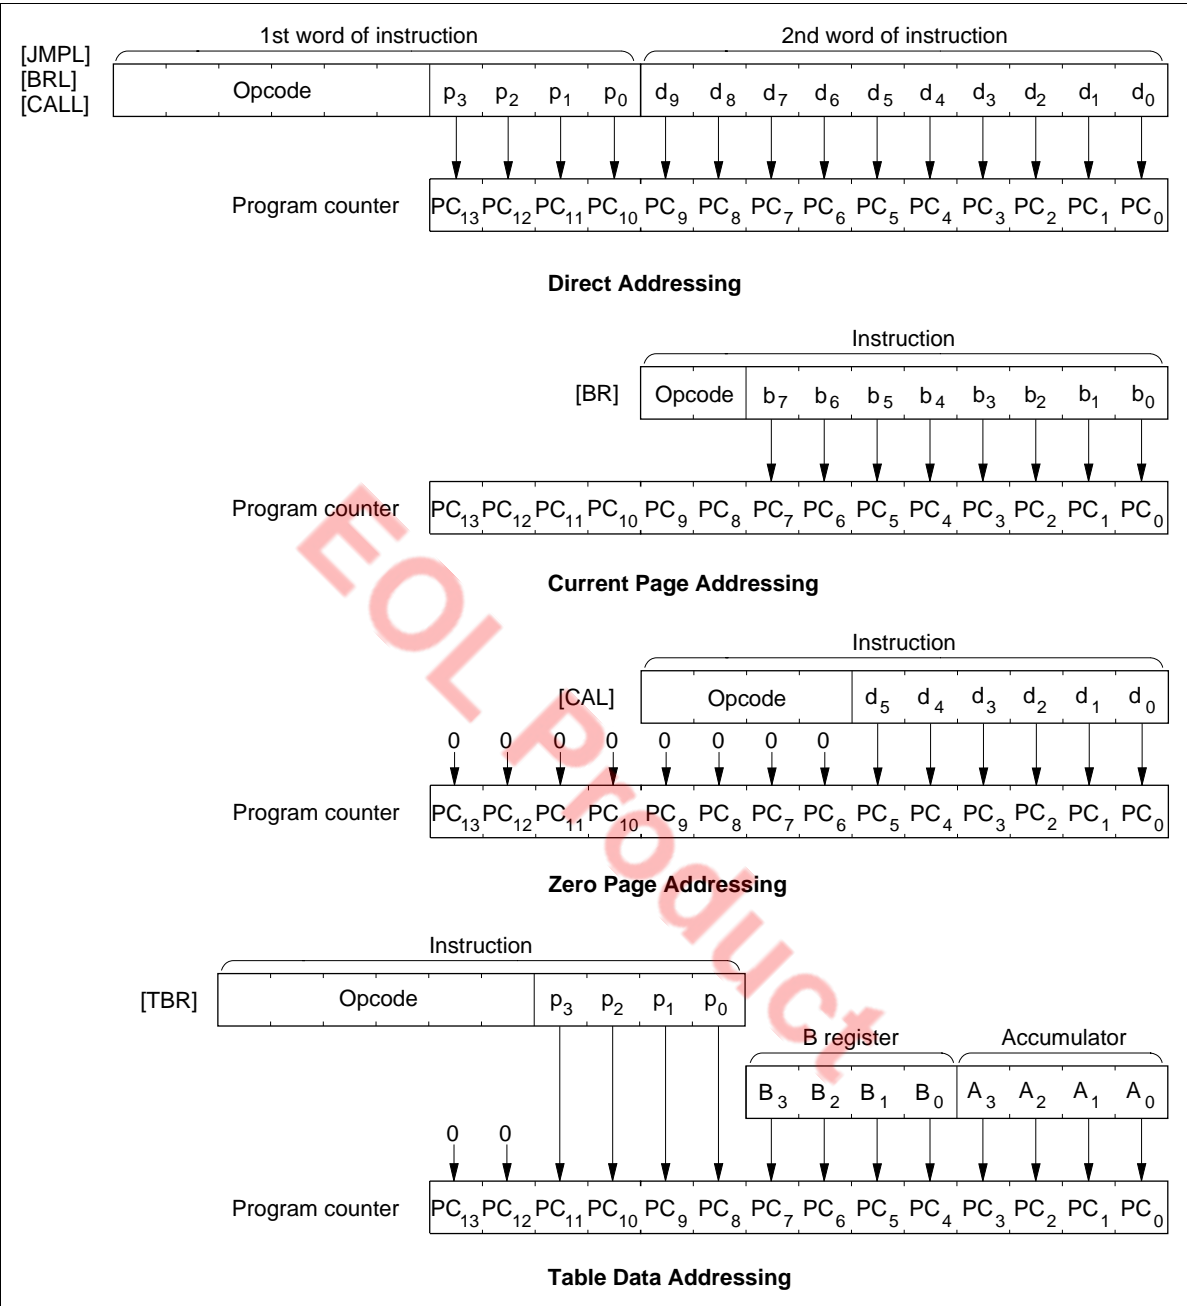 1st word of instruction 2nd word of instruction
[JMPL]
[BRL]
[CALL]
Opcode p3 p2 p1 p0 d9 d8 d7 d6 d5 d4 d3 d2 d1 d0
Program counter PC13 PC12 PC11 PC10 PC9 PC8 PC7 PC6 PC5 PC4 PC3 PC2 PC1 PC0
Direct Addressing
Instruction
[BR] Opcode b7 b6 b5 b4 b3 b2 b1 b0
Program counter PC13 PC12 PC11 PC10 PC9 PC8 PC7 PC6 PC5 PC4 PC3 PC2 PC1 PC0
Current Page Addressing
Instruction
[CAL] Opcode d5 d4 d3 d2 d1 d0
0 0 0 0 0 0 0 0
Program counter PC13 PC12 PC11 PC10 PC9 PC8 PC7 PC6 PC5 PC4 PC3 PC2 PC1 PC0
Zero Page Addressing
Instruction
[TBR] Opcode p3 p2 p1 p0
B register Accumulator
B3 B2 B1 B0 A3 A2 A1 A0
0 0
Program counter PC13 PC12 PC11 PC10 PC9 PC8 PC7 PC6 PC5 PC4 PC3 PC2 PC1 PC0
Table Data Addressing
EOL Product